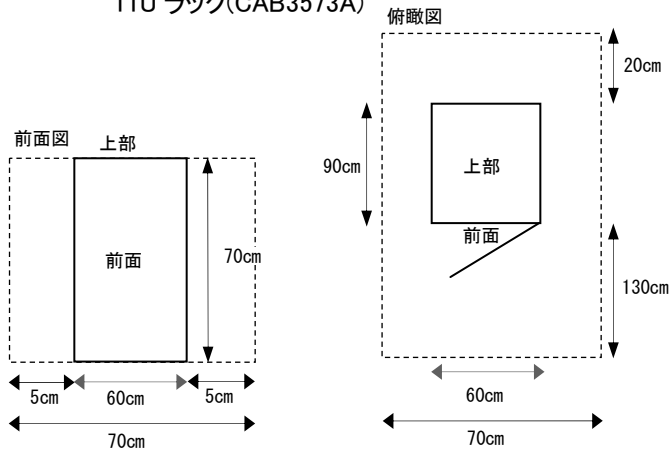 11U ラック(CAB3573A)
前面図
上部
前面
70cm
5cm
60cm
5cm
70cm
俯瞰図
20cm
90cm
上部
前面
130cm
60cm
70cm